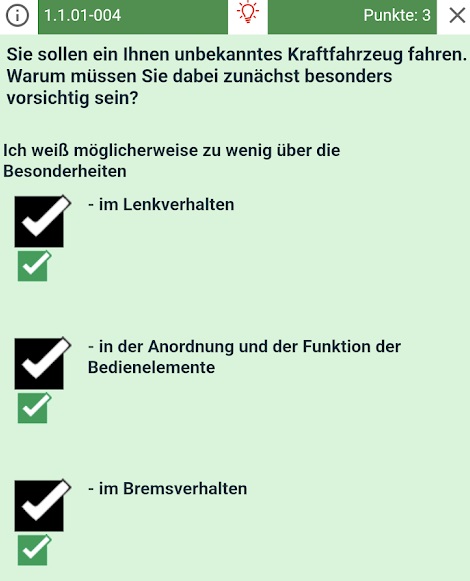 1.1.01-004 Punkte: 3
Sie sollen ein Ihnen unbekanntes Kraftfahrzeug fahren.
Warum müssen Sie dabei zunächst besonders
vorsichtig sein?
Ich weiß möglicherweise zu wenig über die
Besonderheiten
- im Lenkverhalten
- in der Anordnung und der Funktion der
Bedienelemente
- im Bremsverhalten